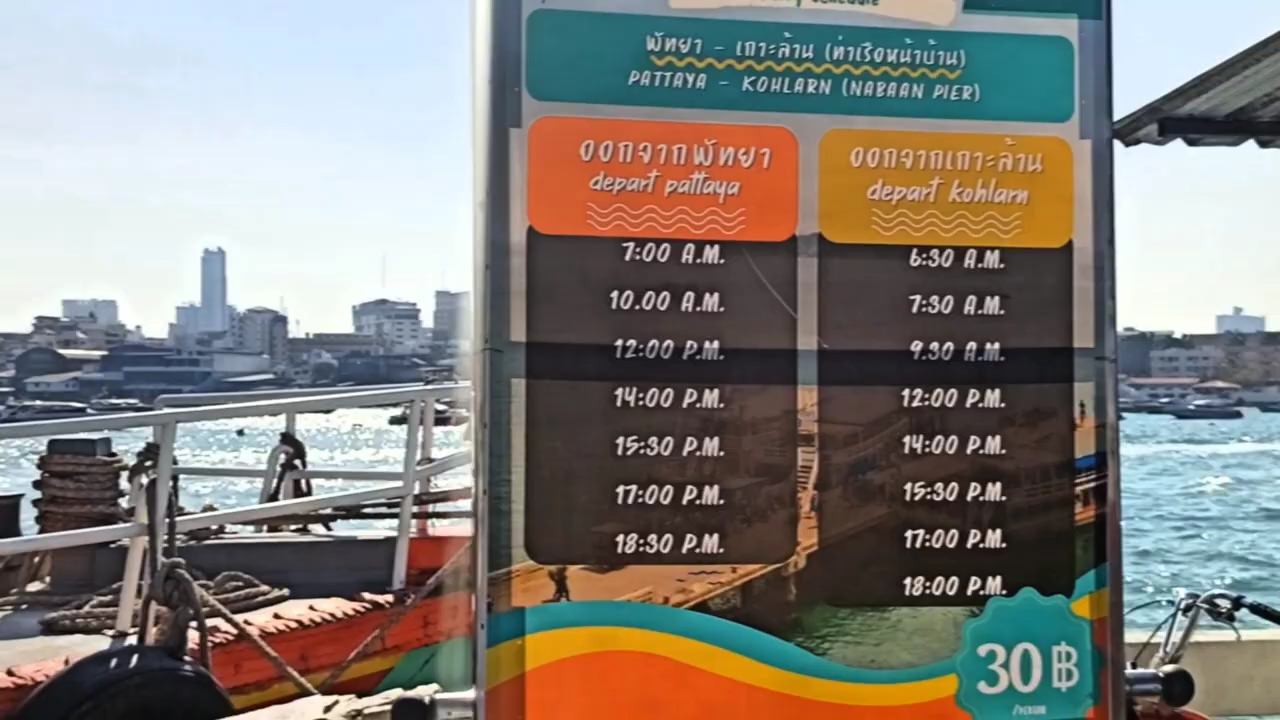 schedule
พัทยา - เกาะล้าน (ท่าเรือหน้าบ้าน)
PATTAYA - KOHLARN (NABAAN PIER)
ออกจากพัทยา
depart pattaya
7:00 A.M.
10.00 A.M.
12:00 P.M.
14:00 P.M.
15:30 P.M.
17:00 P.M.
18:30 P.M.
ออกจากเกาะล้าน
depart kohlarn
6:30 A.M.
7:30 A.M.
9.30 A.M.
12:00 P.M.
14:00 P.M.
15:30 P.M.
17:00 P.M.
18:00 P.M.
30฿